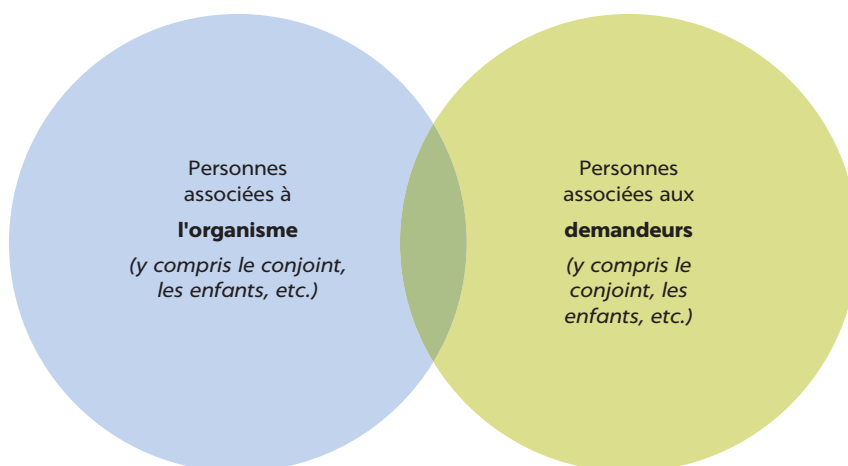 Personnes
associées à
l'organisme
(y compris le conjoint,
les enfants, etc.)
Personnes
associées aux
demandeurs
(y compris le
conjoint, les
enfants, etc.)